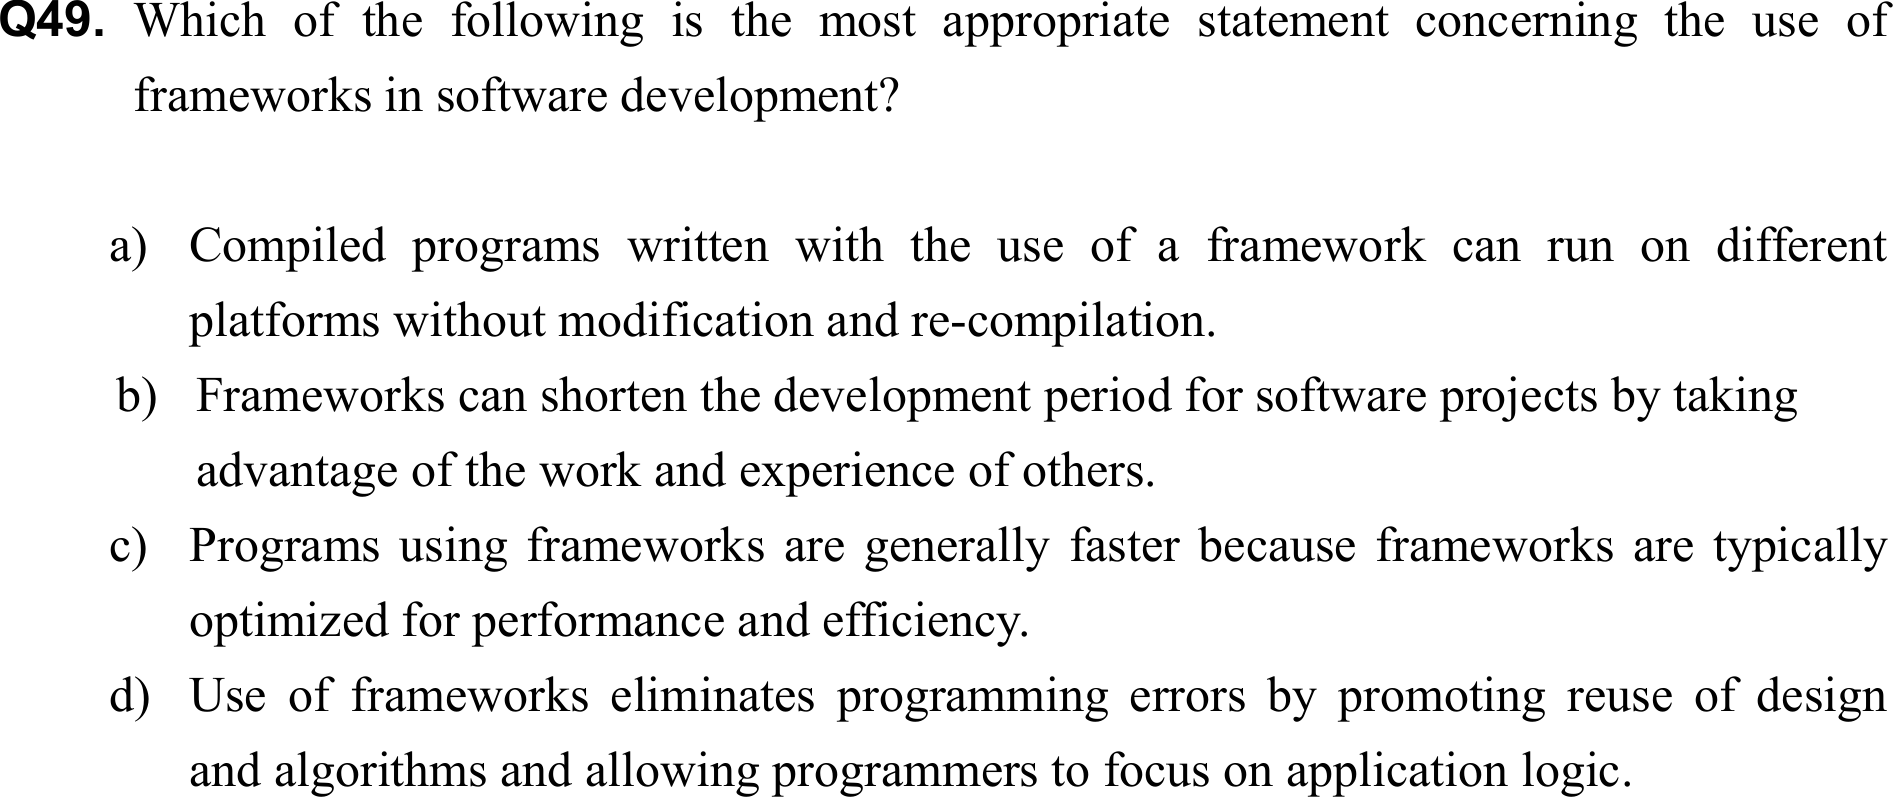 Q49. Which of the following is the most appropriate statement concerning the use of
frameworks in software development?
a) Compiled programs written with the use of a framework can run on different
platforms without modification and re-compilation.
b) Frameworks can shorten the development period for software projects by taking
advantage of the work and experience of others.
c) Programs using frameworks are generally faster because frameworks are typically
optimized for performance and efficiency.
d) Use of frameworks eliminates programming errors by promoting reuse of design
and algorithms and allowing programmers to focus on application logic.